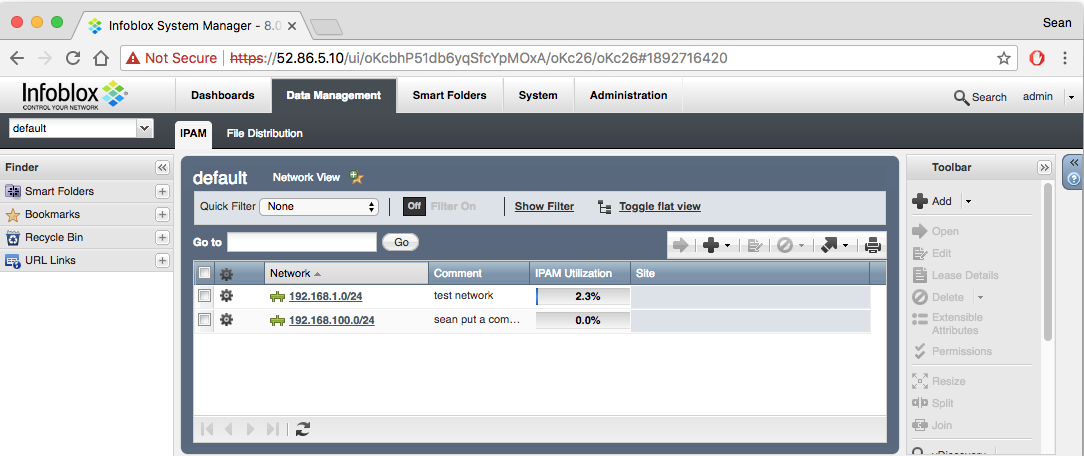 Infoblox System Manager - 8.0
Sean
Not Secure https://52.86.5.10/ui/oKcbhP51db6yqSfcYpMOxA/oKc26/oKc26#1892716420
Infoblox
CONTROL YOUR NETWORK
Dashboards Data Management Smart Folders System Administration Search admin
default IPAM File Distribution
Finder
Smart Folders
Bookmarks
Recycle Bin
URL Links
default Network View
Quick Filter None Off Filter On Show Filter Toggle flat view
Go to Go
Network Comment IPAM Utilization Site
192.168.1.0/24 test network 2.3%
192.168.100.0/24 sean put a com... 0.0%
Toolbar
Add
Open
Edit
Lease Details
Delete
Extensible
Attributes
Permissions
Resize
Split
Join
vDiscovery